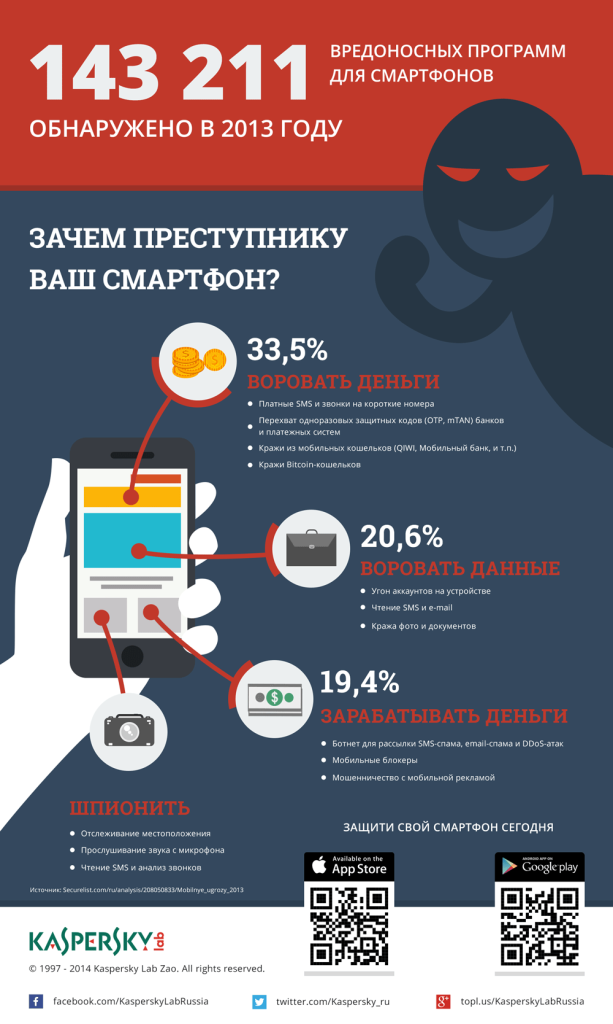 143 211
ВРЕДОНОСНЫХ ПРОГРАММ
ДЛЯ СМАРТФОНОВ
ОБНАРУЖЕНО В 2013 ГОДУ
ЗАЧЕМ ПРЕСТУПНИКУ
ВАШ СМАРТФОН?
33,5%
ВОРОВАТЬ ДЕНЬГИ
Платные SMS и звонки на короткие номера
Перехват одноразовых защитных кодов (OTP, mTAN) банков
и платежных систем
Кражи из мобильных кошельков (QIWI, Мобильный банк, и т.п.)
Кражи Bitcoin-кошельков
20,6%
ВОРОВАТЬ ДАННЫЕ
Угон аккаунтов на устройстве
Чтение SMS и e-mail
Кража фото и документов
19,4%
ЗАРАБАТЫВАТЬ ДЕНЬГИ
Ботнет для рассылки SMS-спама, email-спама и DDoS-атак
Мобильные блокеры
Мошенничество с мобильной рекламой
ШПИОНИТЬ
Отслеживание местоположения
Прослушивание звука с микрофона
Чтение SMS и анализ звонков
Источник: Securelist.com/ru/analysis/208050833/Mobilnye_ugrozy_2013
ЗАЩИТИ СВОЙ СМАРТФОН СЕГОДНЯ
Available on the
App Store
ANDROID APP ON
Google play
KASPERSKY lab
© 1997 - 2014 Kaspersky Lab Zao. All rights reserved.
facebook.com/KasperskyLabRussia
twitter.com/Kaspersky_ru
topl.us/KasperskyLabRussia